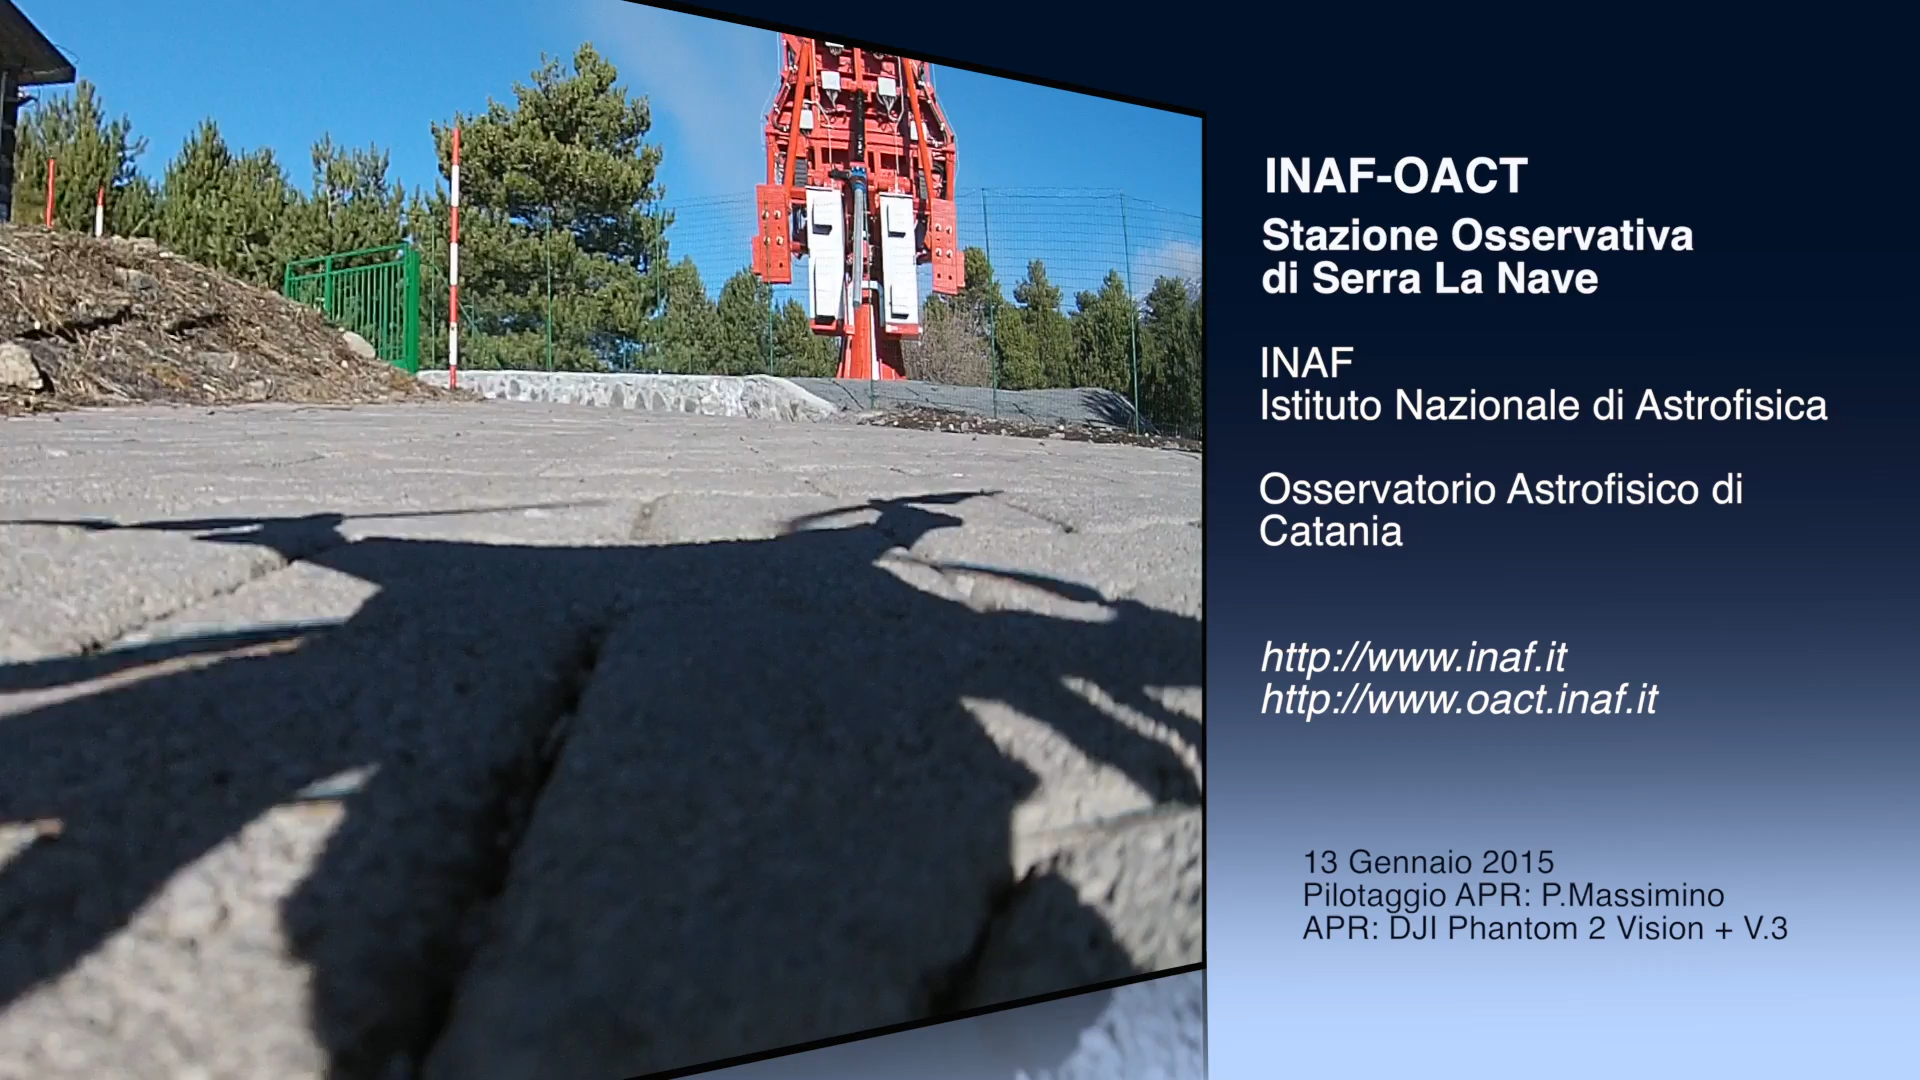 INAF-OACT
Stazione Osservativa
di Serra La Nave
INAF
Istituto Nazionale di Astrofisica
Osservatorio Astrofisico di
Catania
http://www.inaf.it
http://www.oact.inaf.it
13 Gennaio 2015
Pilotaggio APR: P.Massimino
APR: DJI Phantom 2 Vision + V.3